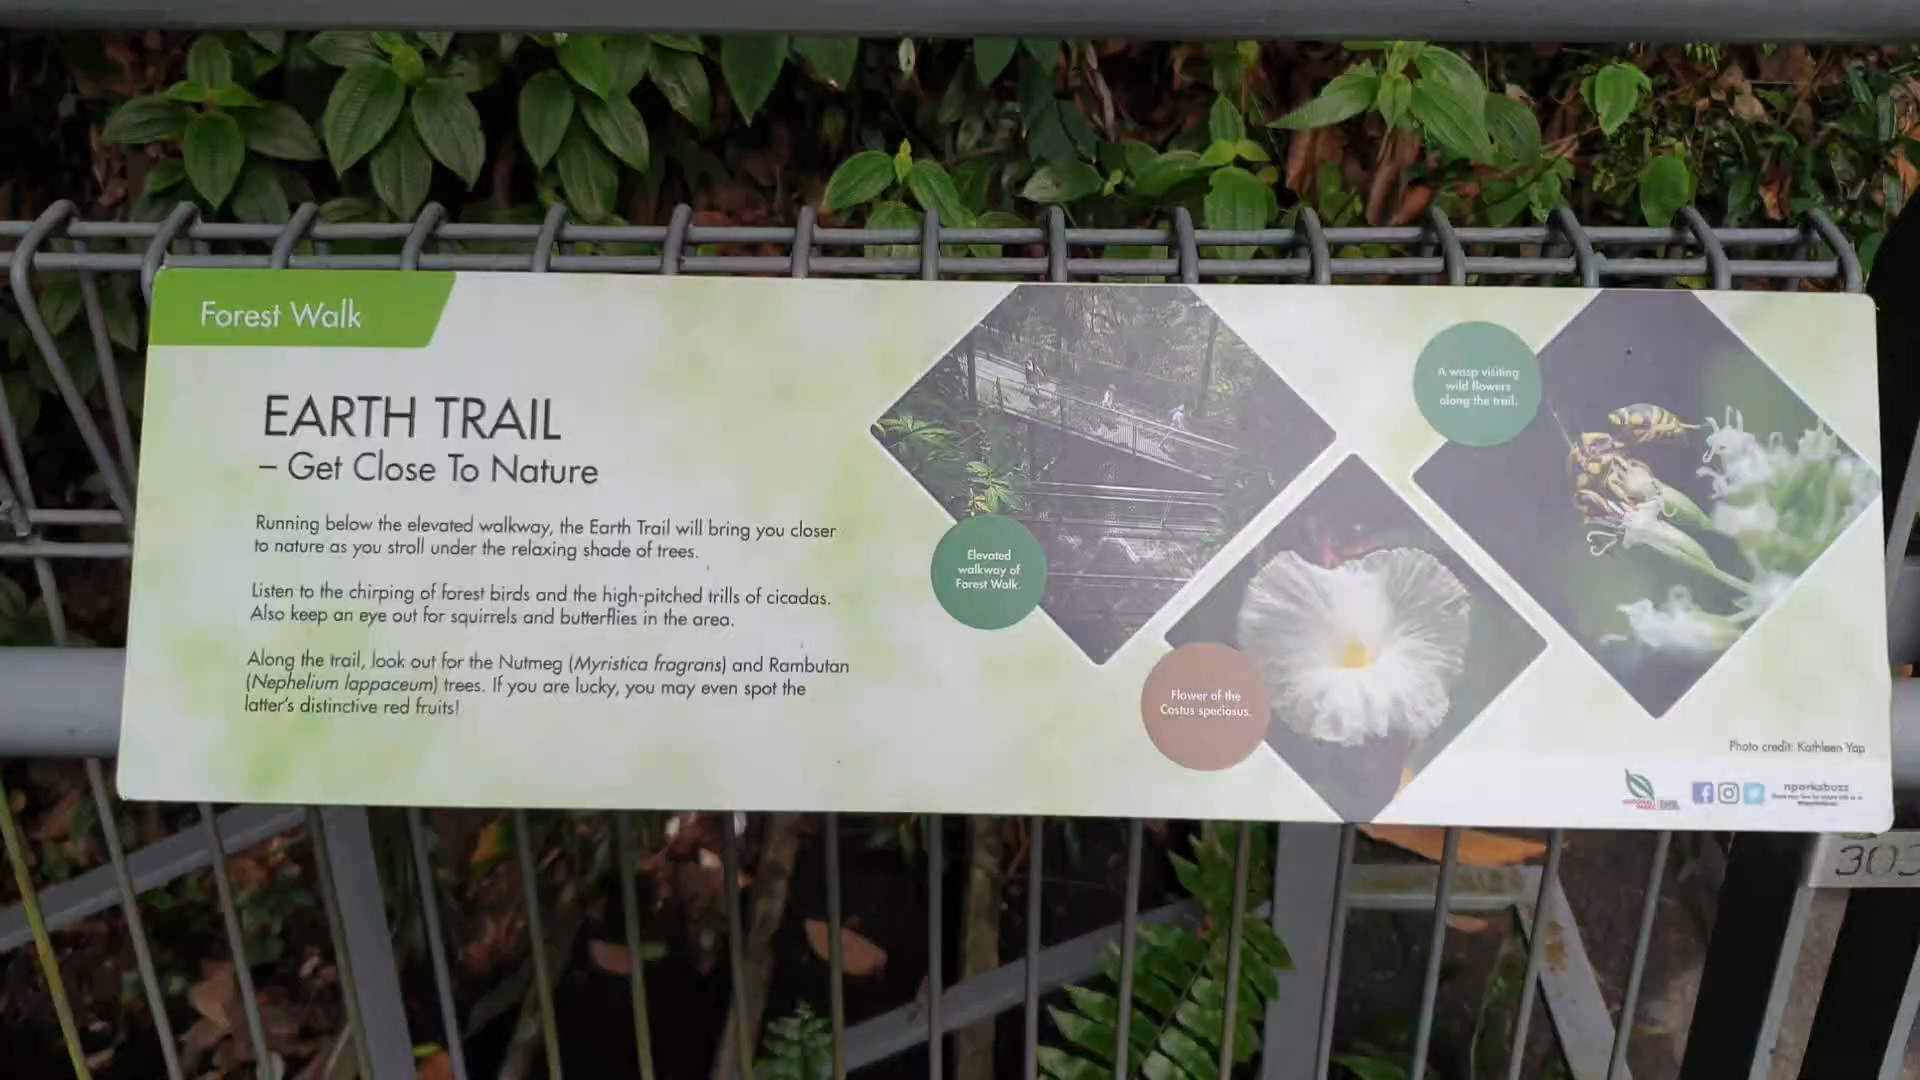 Forest Walk
EARTH TRAIL
– Get Close To Nature
Running below the elevated walkway, the Earth Trail will bring you closer
to nature as you stroll under the relaxing shade of trees.
Listen to the chirping of forest birds and the high-pitched trills of cicadas.
Also keep an eye out for squirrels and butterflies in the area.
Along the trail, look out for the Nutmeg (Myristica fragrans) and Rambutan
(Nephelium lappaceum) trees. If you are lucky, you may even spot the
latter's distinctive red fruits!
Elevated
walkway of
Forest Walk.
Flower of the
Costus speciosus.
A wasp visiting
wild flowers
along the trail.
Photo credit: Kathleen Yap
nparksbuzz
303